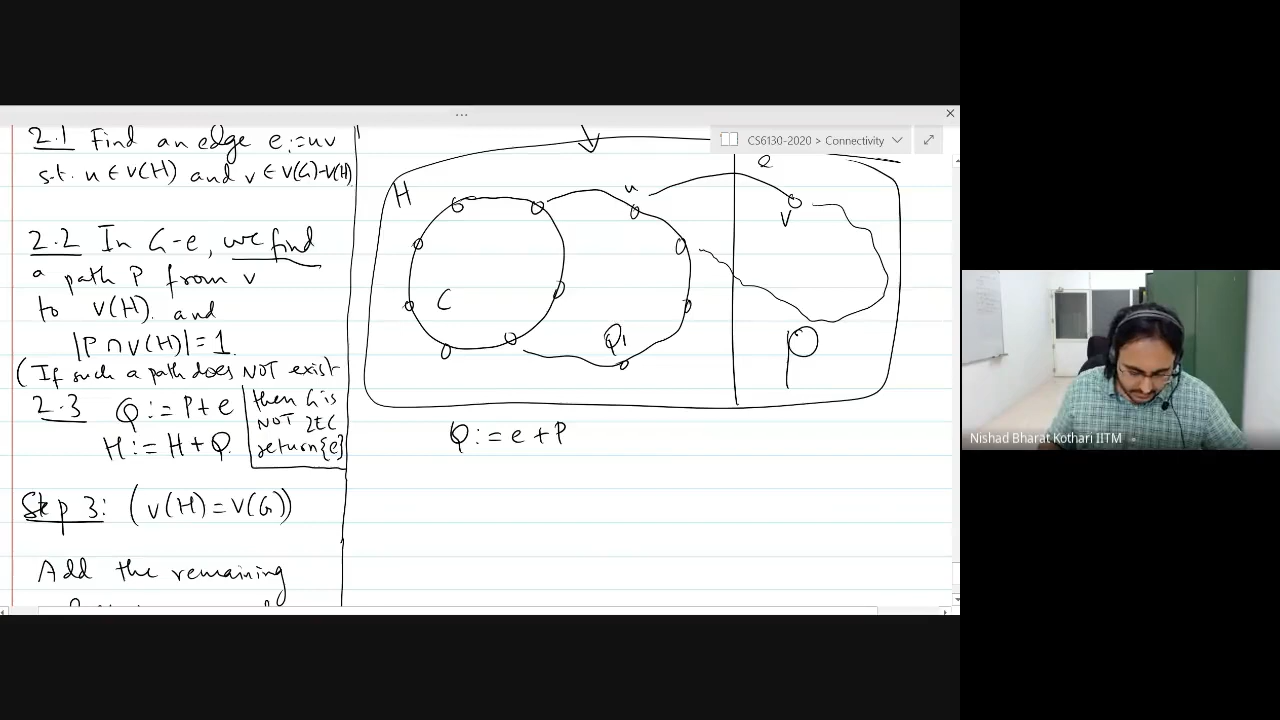 CS6130-2020 > Connectivity
2.1 Find an edge e:=uv
s.t. u ∈ V(H) and v ∈ V(G)-V(H)
2.2 In G-e, we find
a path P from v
to V(H). and
|P ∩ V(H)| = 1.
(If such a path does NOT exist
then G is
NOT 2EC
return {e}
2.3 Q := P+e
H := H+Q.
Step 3: (V(H) = V(G))
Add the remaining
H
C
u
Q1
e
v
P
Q := e+P
Nishad Bharat Kothari IITM